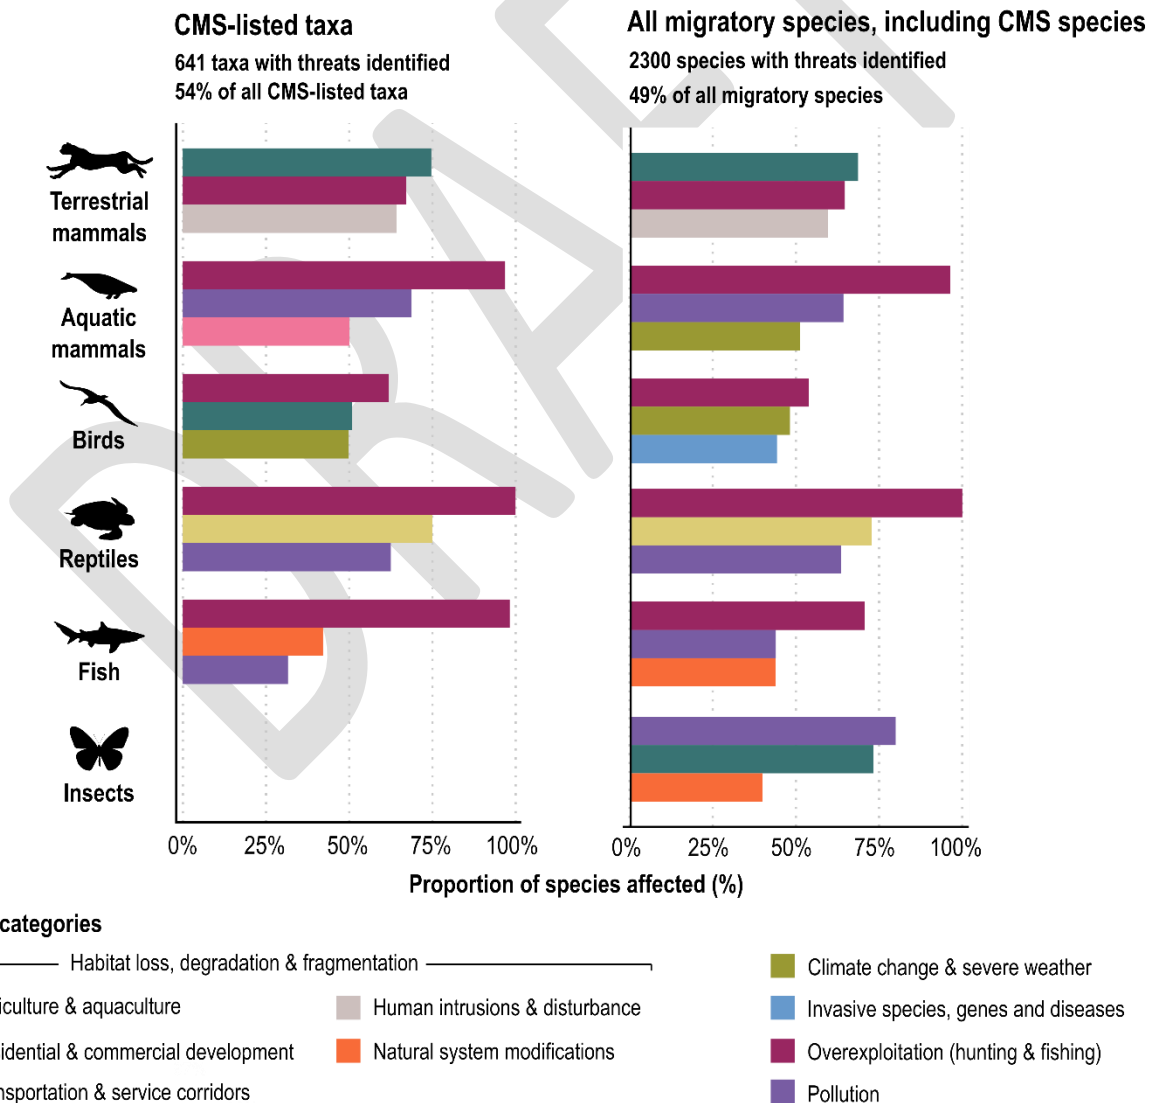 CMS-listed taxa
641 taxa with threats identified
54% of all CMS-listed taxa
All migratory species, including CMS species
2300 species with threats identified
49% of all migratory species
DRAFT
Terrestrial
mammals
Aquatic
mammals
Birds
Reptiles
Fish
Insects
0% 25% 50% 75% 100%
0% 25% 50% 75% 100%
Proportion of species affected (%)
categories
Habitat loss, degradation & fragmentation
iculture & aquaculture
idential & commercial development
nsportation & service corridors
Human intrusions & disturbance
Natural system modifications
Climate change & severe weather
Invasive species, genes and diseases
Overexploitation (hunting & fishing)
Pollution